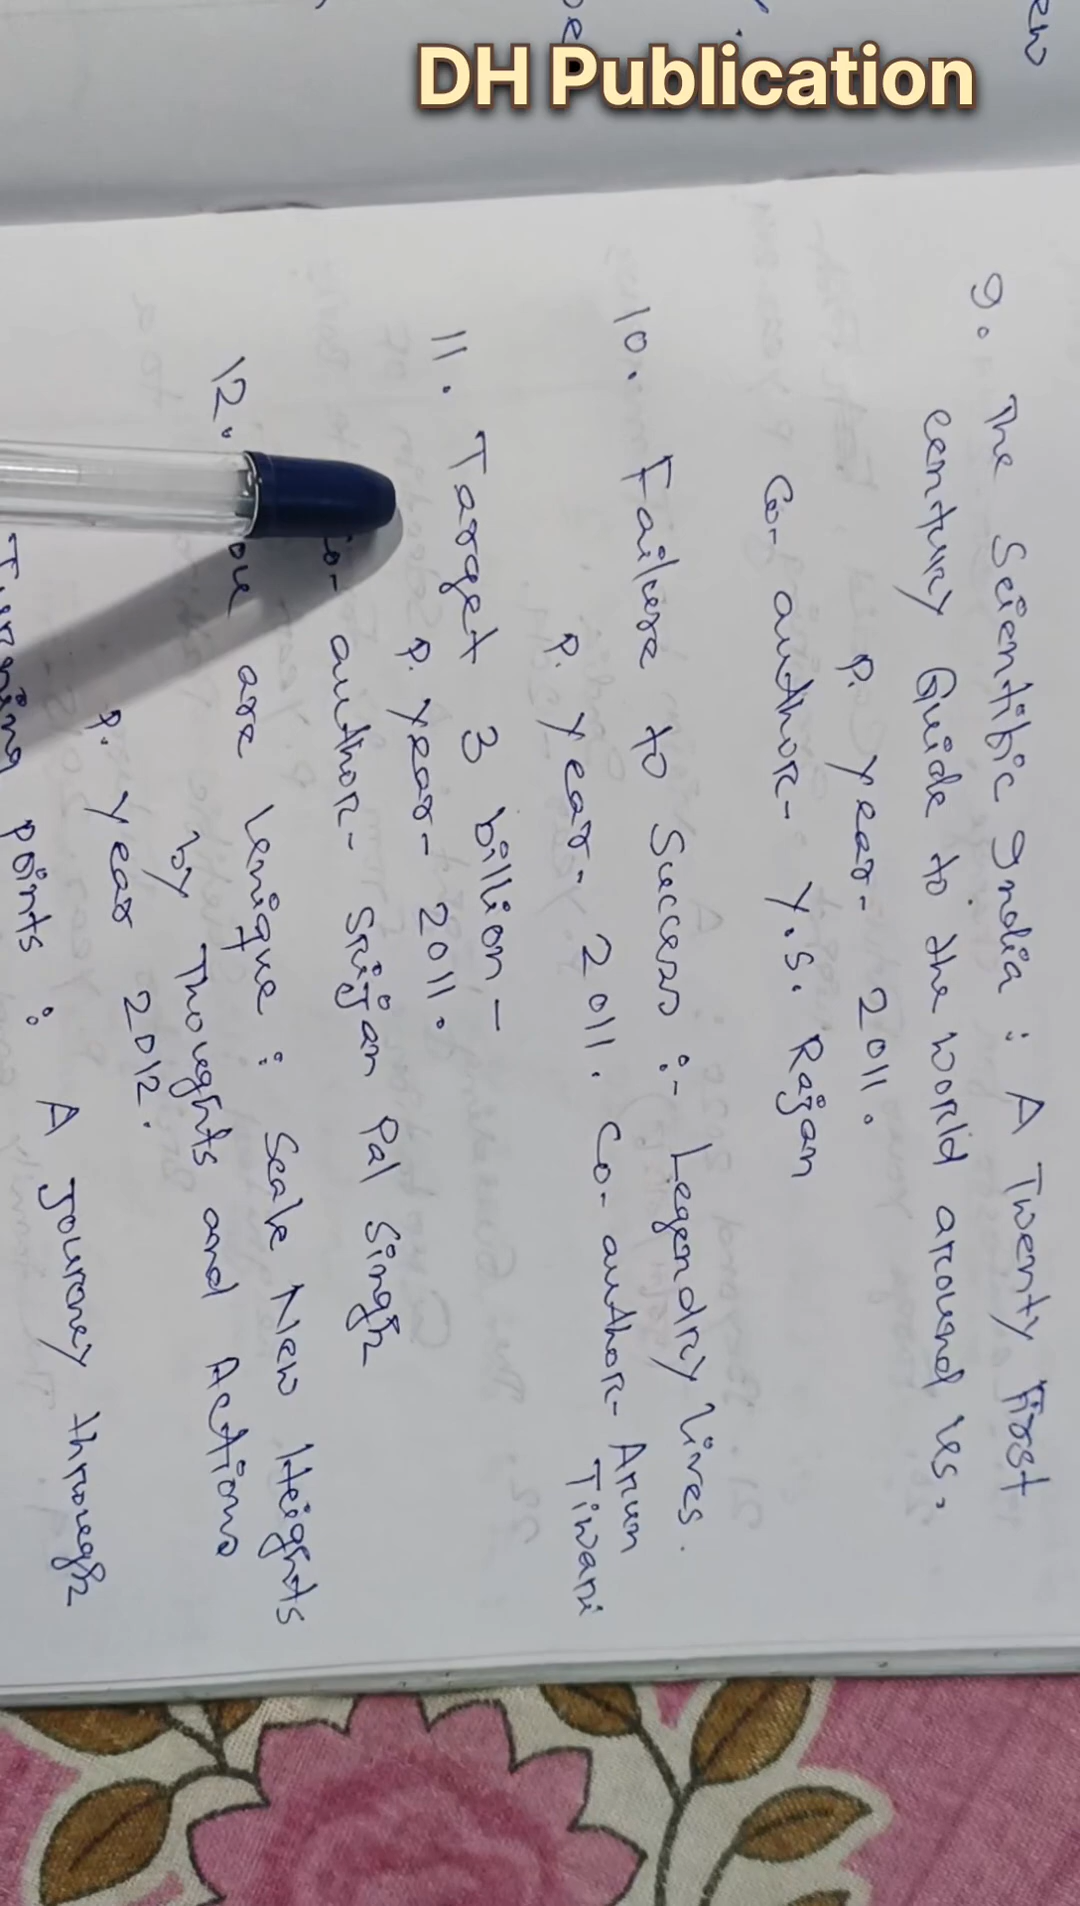 DH Publication
9. The Scientific India : A Twenty First
century Guide to the world around us.
P. Year- 2011.
Co- author- Y.S. Rajan
10. Failure to Success :- Legendry lives.
P. Year- 2011. Co- author- Arun
Tiwari
11. Target 3 billion-
P. Year- 2011.
Co- author- Srijan Pal Singh
12. are unique : Scale New Heights
by Thoughts and Actions
P. Year 2012.
Turning points : A Journey through